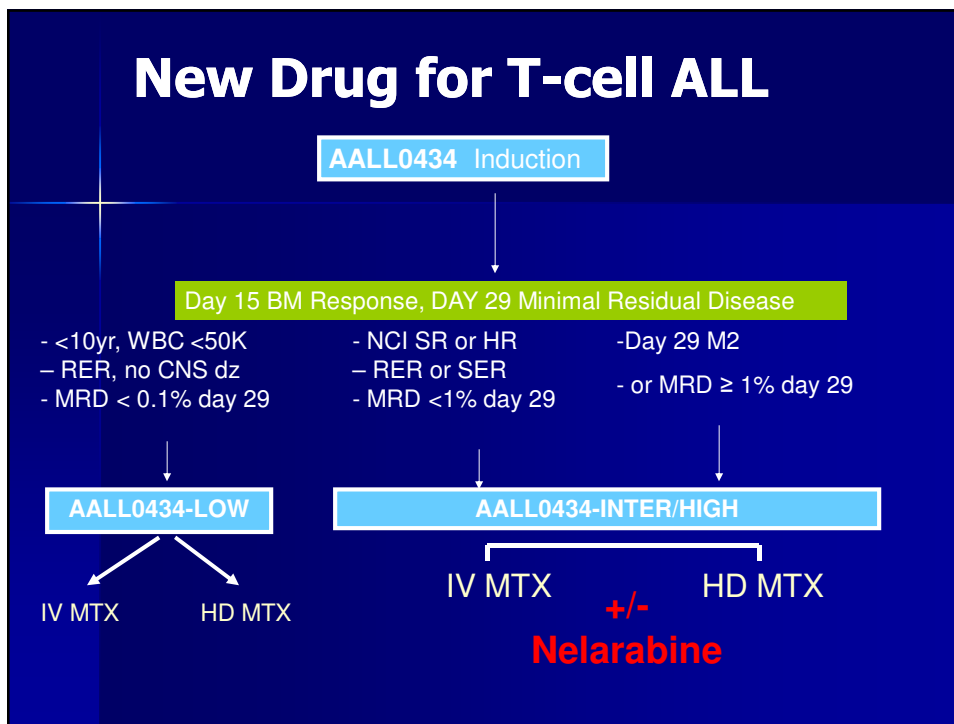 New Drug for T-cell ALL
AALL0434 Induction
Day 15 BM Response, DAY 29 Minimal Residual Disease
- <10yr, WBC <50K
– RER, no CNS dz
- MRD < 0.1% day 29
- NCI SR or HR
– RER or SER
- MRD <1% day 29
-Day 29 M2
- or MRD ≥ 1% day 29
AALL0434-LOW
AALL0434-INTER/HIGH
IV MTX
HD MTX
IV MTX
HD MTX
+/-
Nelarabine